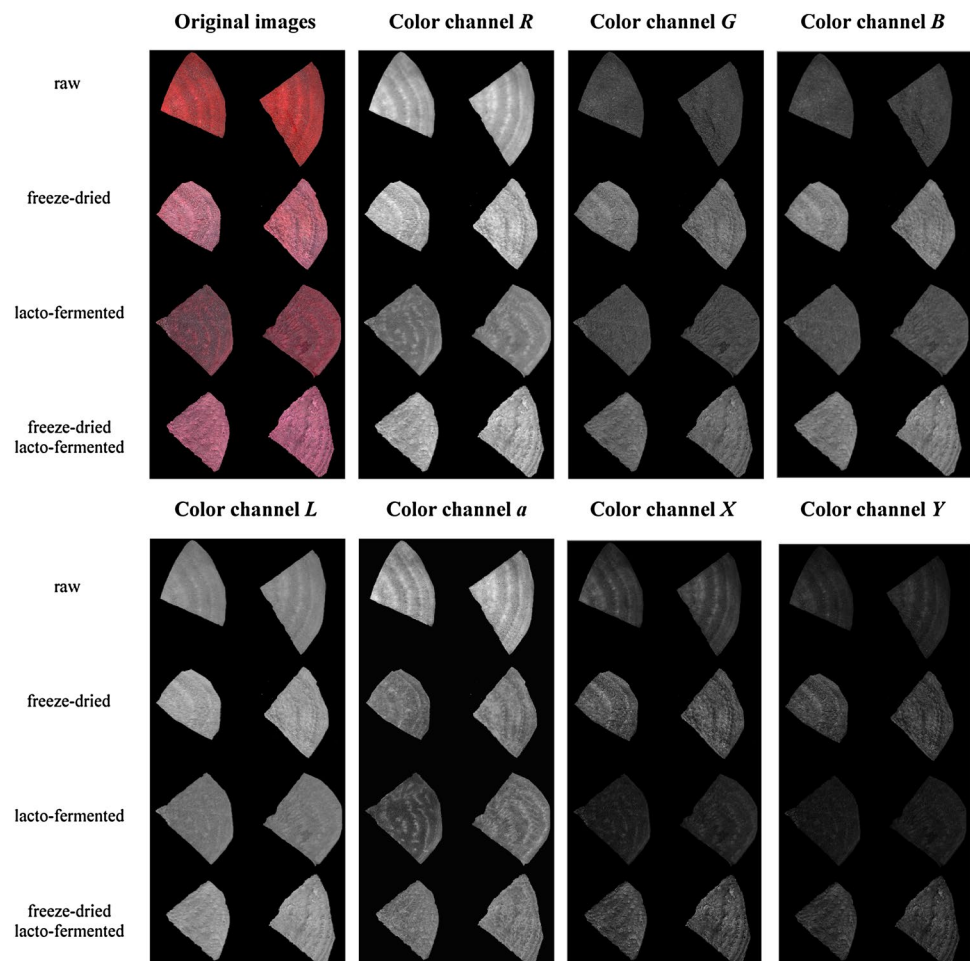 Original images Color channel R Color channel G Color channel B
raw
freeze-dried
lacto-fermented
freeze-dried
lacto-fermented
Color channel L Color channel a Color channel X Color channel Y
raw
freeze-dried
lacto-fermented
freeze-dried
lacto-fermented